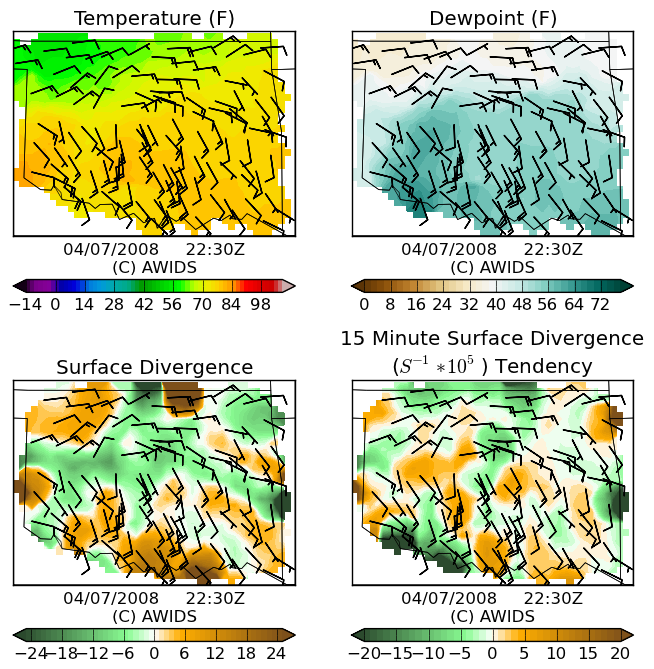 Temperature (F)
Dewpoint (F)
04/07/2008 22:30Z
(C) AWIDS
04/07/2008 22:30Z
(C) AWIDS
−14 0 14 28 42 56 70 84 98
0 8 16 24 32 40 48 56 64 72
15 Minute Surface Divergence
Surface Divergence
(S⁻¹ *10⁵ ) Tendency
04/07/2008 22:30Z
(C) AWIDS
04/07/2008 22:30Z
(C) AWIDS
−24 −18 −12 −6 0 6 12 18 24
−20 −15 −10 −5 0 5 10 15 20